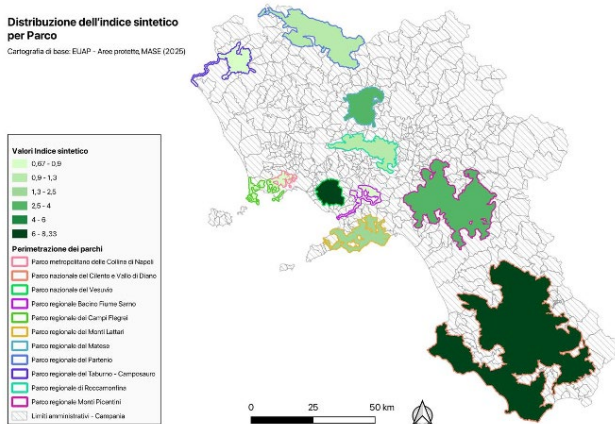 Distribuzione dell'indice sintetico
per Parco
Cartografia di base: EUAP - Aree protette, MASE (2025)
Valori Indice sintetico
0,67 - 0,9
0,9 - 1,3
1,3 - 2,5
2,5 - 4
4 - 6
6 - 8,33
Perimetrazione dei parchi
Parco metropolitano delle Colline di Napoli
Parco nazionale del Cilento e Vallo di Diano
Parco nazionale del Vesuvio
Parco regionale Bacino Fiume Sarno
Parco regionale dei Campi Flegrei
Parco regionale dei Monti Lattari
Parco regionale del Matese
Parco regionale del Partenio
Parco regionale del Taburno - Camposauro
Parco regionale di Roccamonfina
Parco regionale Monti Picentini
Limiti amministrativi - Campania
0 25 50 km